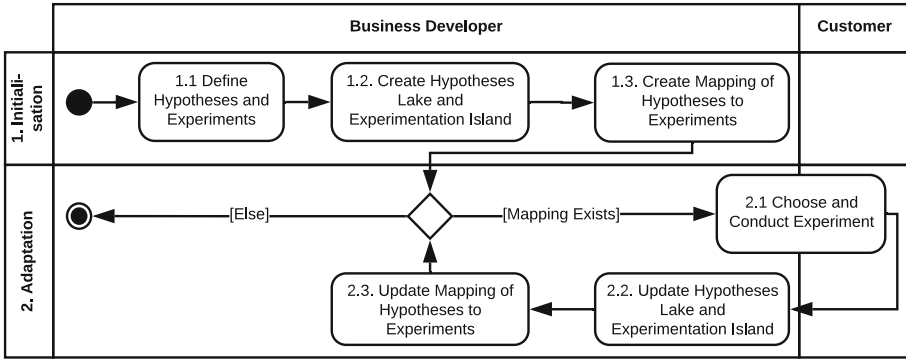 Business Developer
Customer
1. Initiali-
sation
1.1 Define
Hypotheses and
Experiments
1.2. Create Hypotheses
Lake and
Experimentation Island
1.3. Create Mapping of
Hypotheses to
Experiments
2. Adaptation
[Else]
[Mapping Exists]
2.1 Choose and
Conduct Experiment
2.3. Update Mapping of
Hypotheses to
Experiments
2.2. Update Hypotheses
Lake and
Experimentation Island